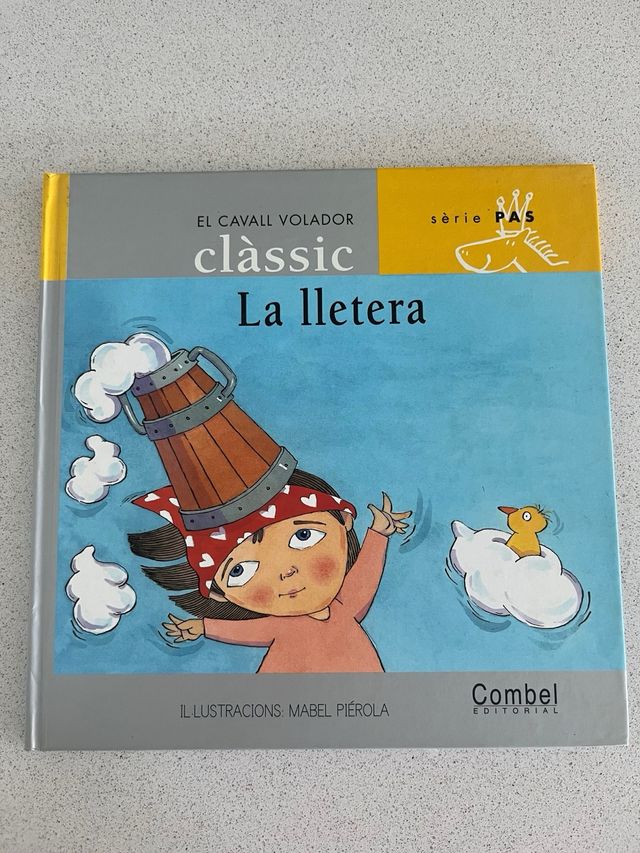 EL CAVALL VOLADOR
clàssic
sèrie PAS
La lletera
IL·LUSTRACIONS: MABEL PIÉROLA
Combel
EDITORIAL